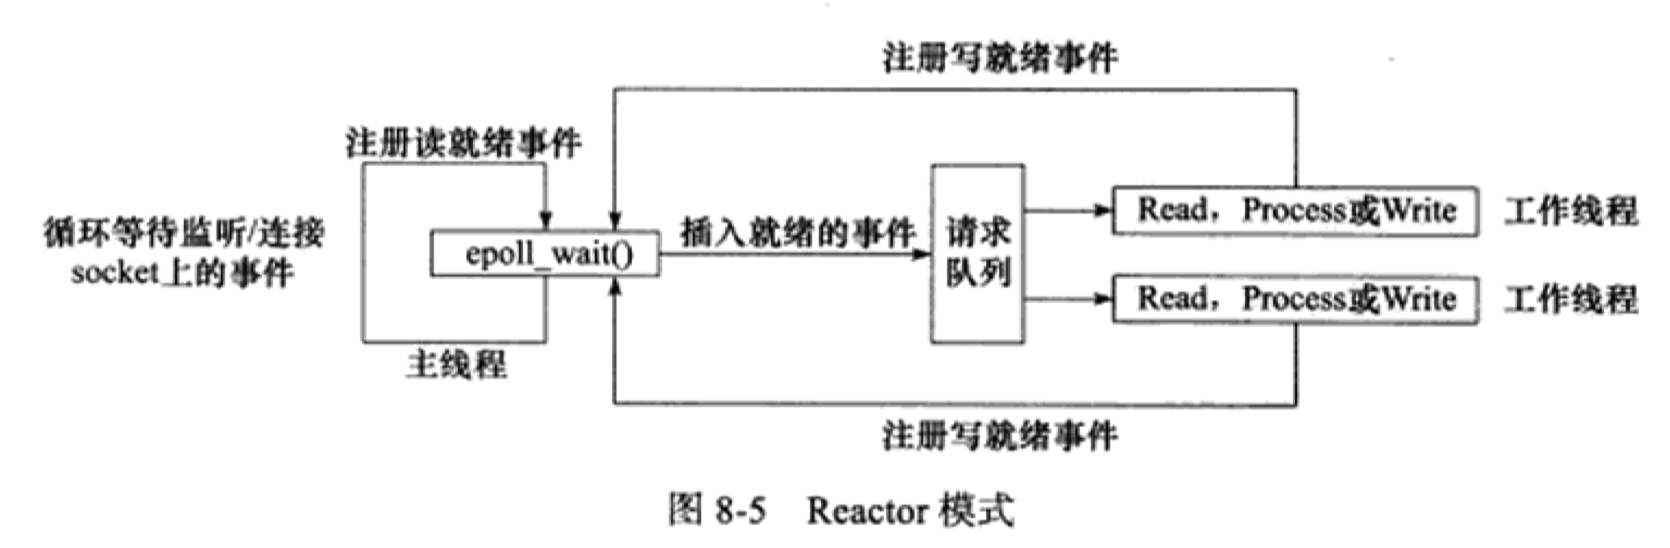 注册写就绪事件
注册读就绪事件
循环等待监听/连接
socket上的事件
epoll_wait()
插入就绪的事件
请求
队列
Read，Process或Write
工作线程
Read，Process或Write
工作线程
主线程
注册写就绪事件
图 8-5 Reactor 模式